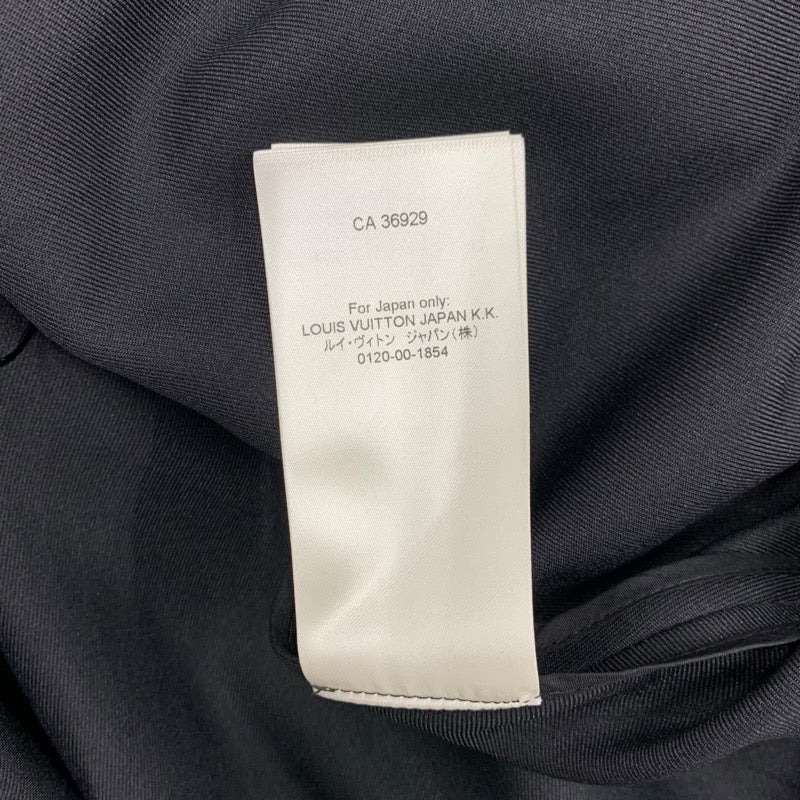 CA 36929
For Japan only:
LOUIS VUITTON JAPAN K.K.
ルイ・ヴィトン ジャパン(株)
0120-00-1854